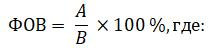 ФОВ = A/B × 100 %, где: